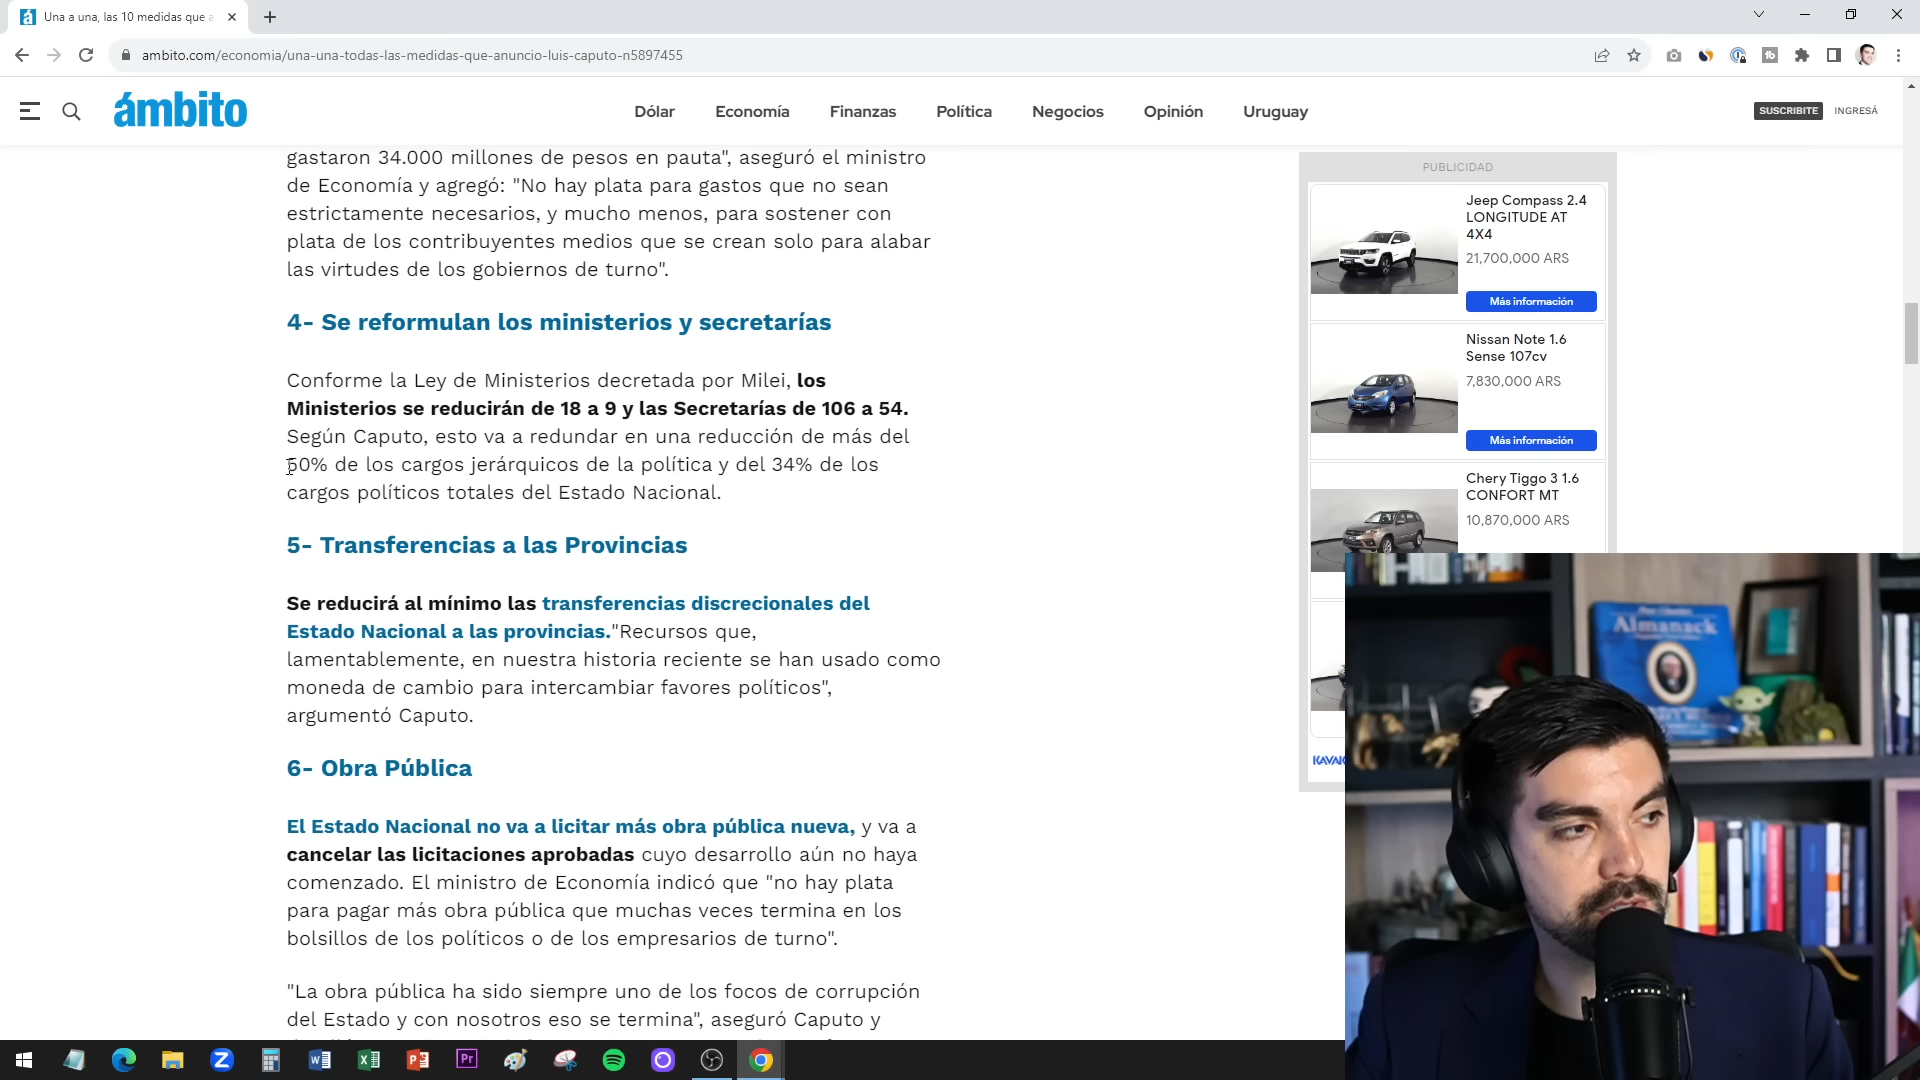 Una a una, las 10 medidas que a
ambito.com/economia/una-una-todas-las-medidas-que-anuncio-luis-caputo-n5897455
ámbito
Dólar
Economía
Finanzas
Política
Negocios
Opinión
Uruguay
SUSCRIBITE
INGRESÁ
gastaron 34.000 millones de pesos en pauta", aseguró el ministro
de Economía y agregó: "No hay plata para gastos que no sean
estrictamente necesarios, y mucho menos, para sostener con
plata de los contribuyentes medios que se crean solo para alabar
las virtudes de los gobiernos de turno".
4- Se reformulan los ministerios y secretarías
Conforme la Ley de Ministerios decretada por Milei, los
Ministerios se reducirán de 18 a 9 y las Secretarías de 106 a 54.
Según Caputo, esto va a redundar en una reducción de más del
50% de los cargos jerárquicos de la política y del 34% de los
cargos políticos totales del Estado Nacional.
5- Transferencias a las Provincias
Se reducirá al mínimo las transferencias discrecionales del
Estado Nacional a las provincias."Recursos que,
lamentablemente, en nuestra historia reciente se han usado como
moneda de cambio para intercambiar favores políticos",
argumentó Caputo.
6- Obra Pública
El Estado Nacional no va a licitar más obra pública nueva, y va a
cancelar las licitaciones aprobadas cuyo desarrollo aún no haya
comenzado. El ministro de Economía indicó que "no hay plata
para pagar más obra pública que muchas veces termina en los
bolsillos de los políticos o de los empresarios de turno".
"La obra pública ha sido siempre uno de los focos de corrupción
del Estado y con nosotros eso se termina", aseguró Caputo y
PUBLICIDAD
Jeep Compass 2.4
LONGITUDE AT
4X4
21,700,000 ARS
Más información
Nissan Note 1.6
Sense 107cv
7,830,000 ARS
Más información
Chery Tiggo 3 1.6
CONFORT MT
10,870,000 ARS
KAVAK
Almanack